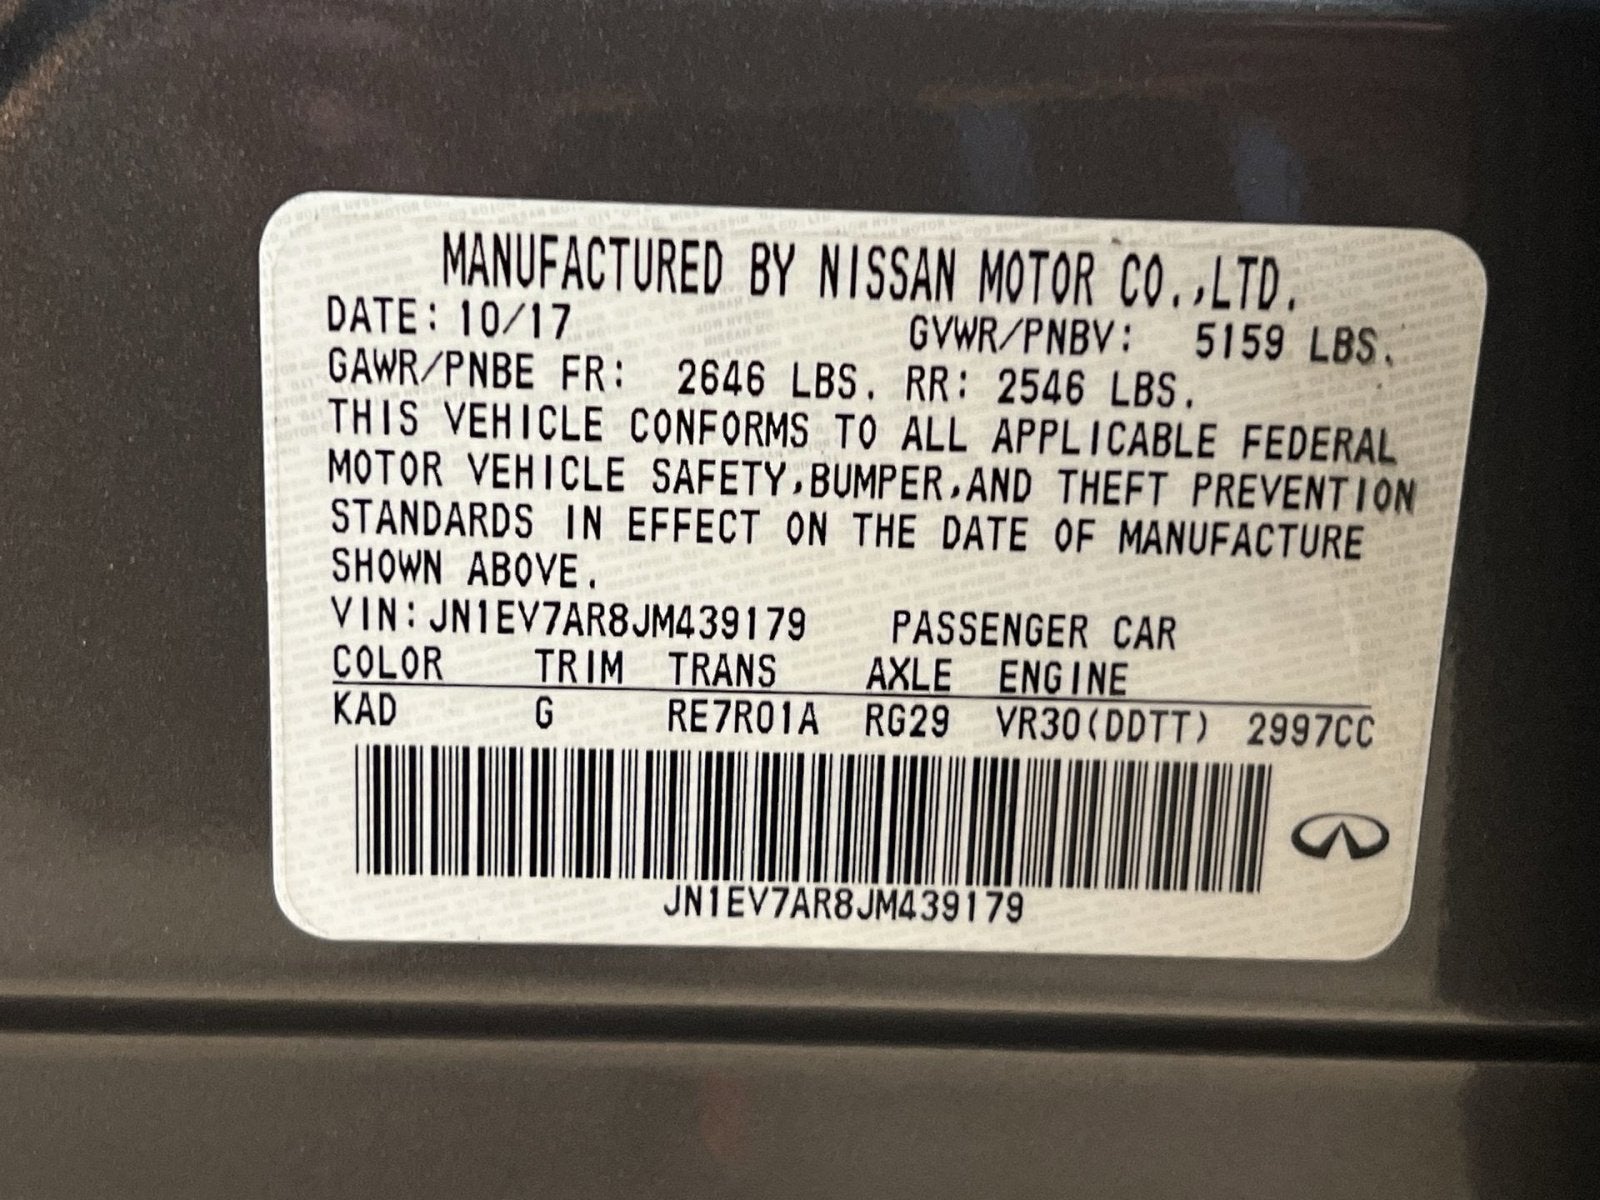 MANUFACTURED BY NISSAN MOTOR CO.,LTD.
DATE: 10/17 GVWR/PNBV: 5159 LBS.
GAWR/PNBE FR: 2646 LBS. RR: 2546 LBS.
THIS VEHICLE CONFORMS TO ALL APPLICABLE FEDERAL
MOTOR VEHICLE SAFETY,BUMPER,AND THEFT PREVENTION
STANDARDS IN EFFECT ON THE DATE OF MANUFACTURE
SHOWN ABOVE.
VIN:JN1EV7AR8JM439179 PASSENGER CAR
COLOR TRIM TRANS AXLE ENGINE
KAD G RE7R01A RG29 VR30(DDTT) 2997CC
JN1EV7AR8JM439179